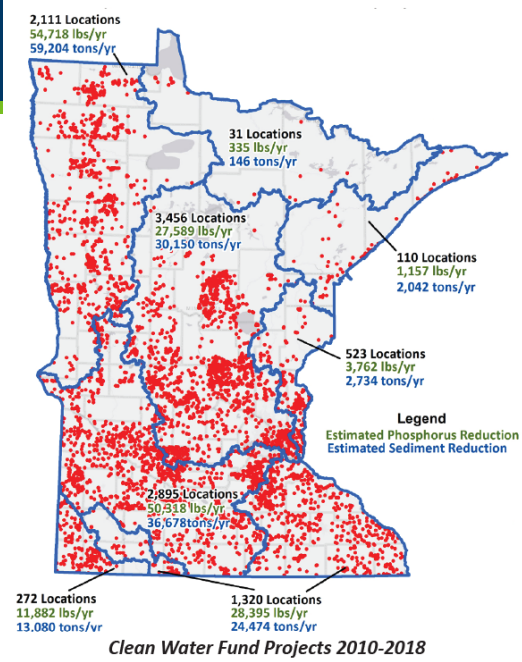 2,111 Locations
54,718 lbs/yr
59,204 tons/yr
31 Locations
335 lbs/yr
146 tons/yr
3,456 Locations
27,589 lbs/yr
30,150 tons/yr
110 Locations
1,157 lbs/yr
2,042 tons/yr
523 Locations
3,762 lbs/yr
2,734 tons/yr
Legend
Estimated Phosphorus Reduction
Estimated Sediment Reduction
2,895 Locations
50,318 lbs/yr
36,678tons/yr
272 Locations
11,882 lbs/yr
13.080 tons/yr
1,320 Locations
28,395 lbs/yr
24,474 tons/yr
Clean Water Fund Projects 2010-2018